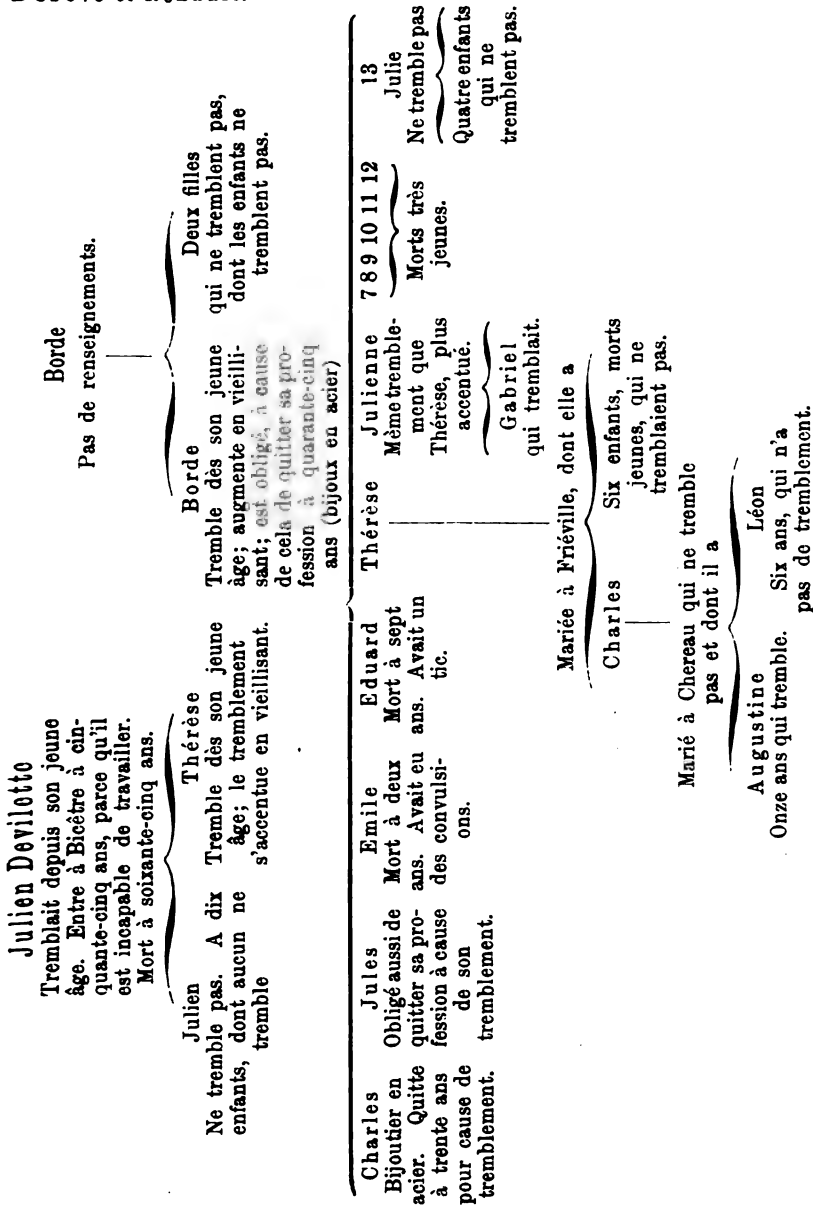 Julien Devilotte
Tremblait depuis son jeune
âge. Entre à Bicêtre à cin-
quante-cinq ans, parce qu'il
est incapable de travailler.
Mort à soixante-cinq ans.
Julien
Ne tremble pas. A dix
enfants, dont aucun ne
tremble
Thérèse
Tremble dès son jeune
âge; le tremblement
s'accentue en vieillisant.
Borde
Pas de renseignements.
Borde
Tremble dès son jeune
âge; augmente en vieilli-
sant; est obligé, à cause
de cela de quitter sa pro-
fession à quarante-cinq
ans (bijoux en acier)
Deux filles
qui ne tremblent pas,
dont les enfants ne
tremblent pas.
Charles
Bijoutier en
acier. Quitte
à trente ans
pour cause de
tremblement.
Jules
Obligé aussi de
quitter sa pro-
fession à cause
de son
tremblement.
Emile
Mort à deux
ans. Avait eu
des convulsi-
ons.
Eduard
Mort à sept
ans. Avait un
tic.
Thérèse
Julienne
Même tremble-
ment que
Thérèse, plus
accentué.
Gabriel
qui tremblait.
7 8 9 10 11 12
Morts très
jeunes.
13
Julie
Ne tremble pas
Quatre enfants
qui ne
tremblent pas.
Mariée à Friéville, dont elle a
Charles
Six enfants, morts
jeunes, qui ne
tremblaient pas.
Marié à Chereau qui ne tremble
pas et dont il a
Augustine
Onze ans qui tremble.
Léon
Six ans, qui n'a
pas de tremblement.